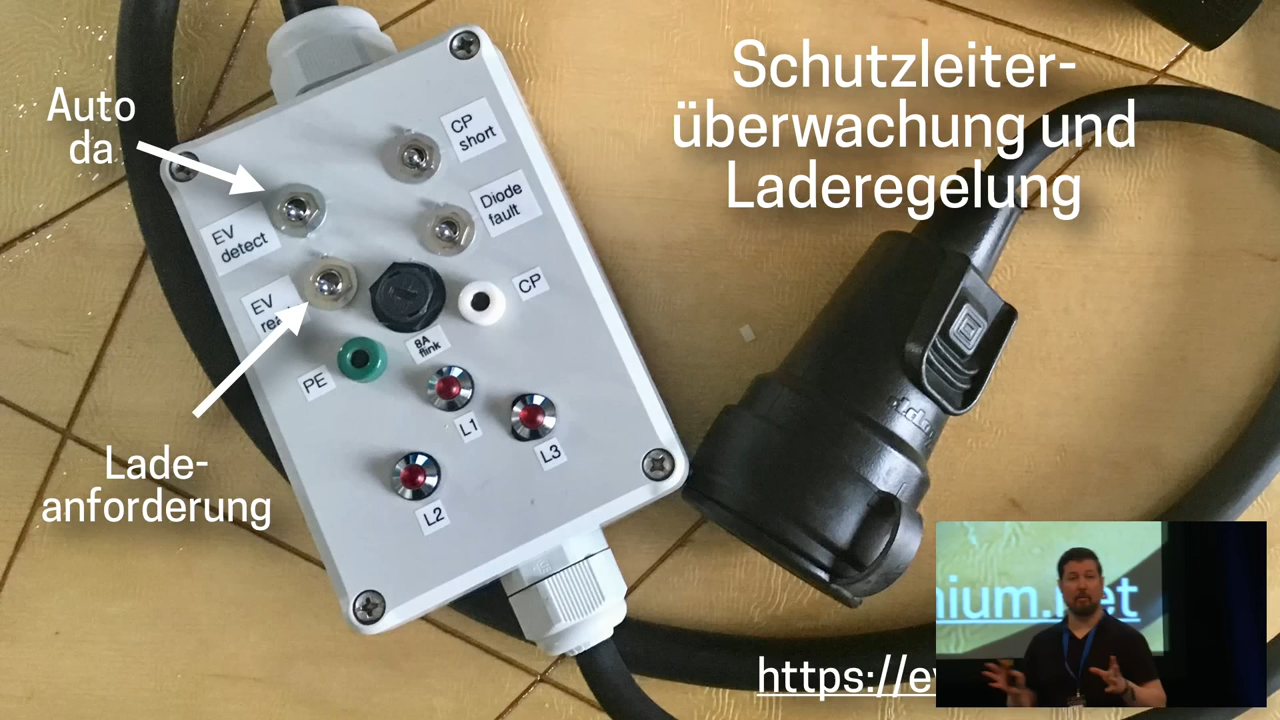 Schutzleiter-
überwachung und
Laderegelung
Auto
da
CP
short
Diode
fault
EV
detect
EV
CP
8A
flink
PE
L1
L3
L2
Lade-
anforderung
nium.net
https://e